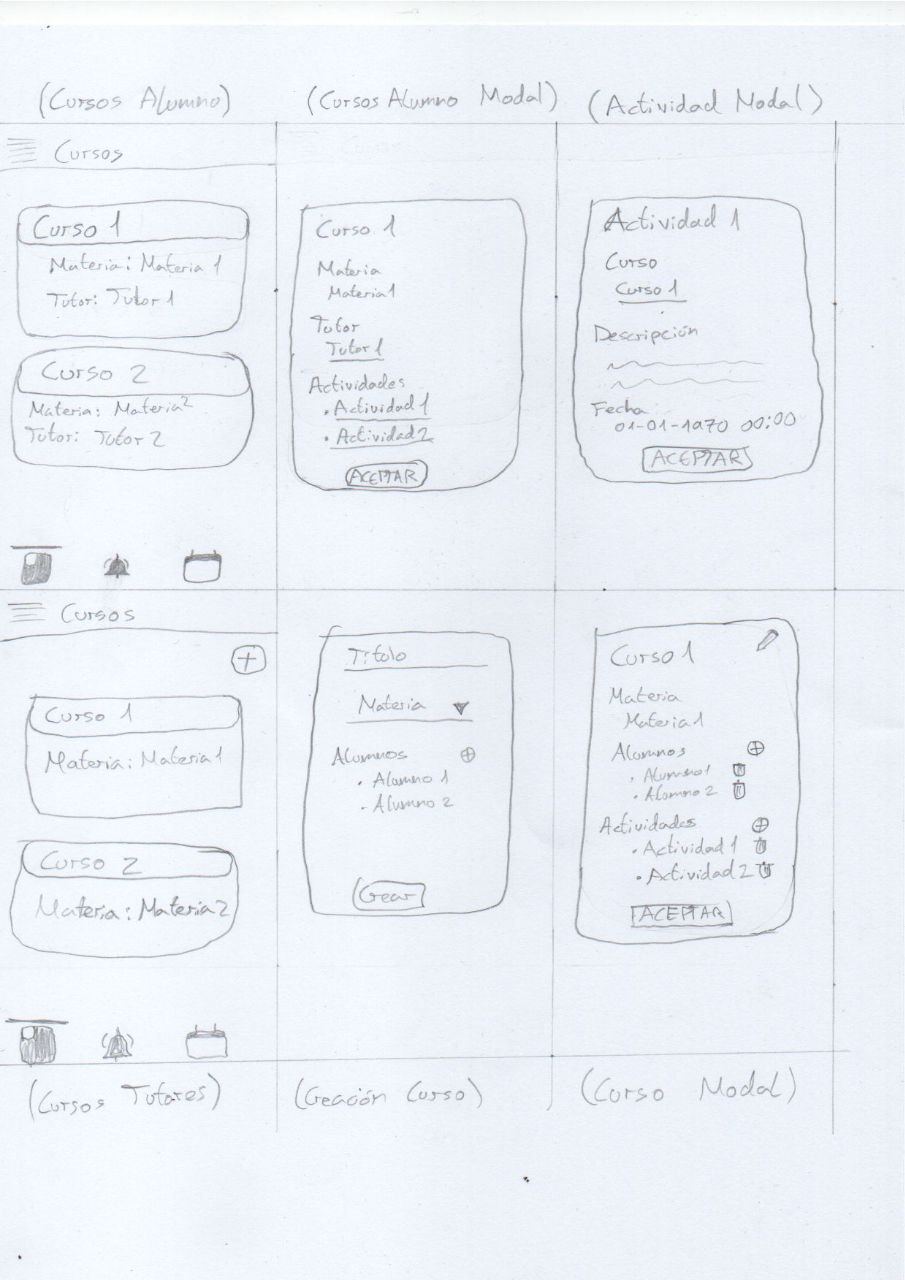 (Cursos Alumno)
(Cursos Alumno Modal)
(Actividad Modal)
Cursos
Curso 1
Materia: Materia 1
Tutor: Tutor 1
Curso 2
Materia: Materia 2
Tutor: Tutor 2
Curso 1
Materia
Materia 1
Tutor
Tutor 1
Actividades
• Actividad 1
• Actividad 2
ACEPTAR
Actividad 1
Curso
Curso 1
Descripción
Fecha
01-01-1970 00:00
ACEPTAR
Cursos
+
Curso 1
Materia: Materia 1
Curso 2
Materia: Materia 2
Título
Materia
Alumnos +
• Alumno 1
• Alumno 2
Crear
Curso 1
Materia
Materia 1
Alumnos +
• Alumno 1
• Alumno 2
Actividades +
• Actividad 1
• Actividad 2
ACEPTAR
(Cursos Tutores)
(Creación Curso)
(Curso Modal)